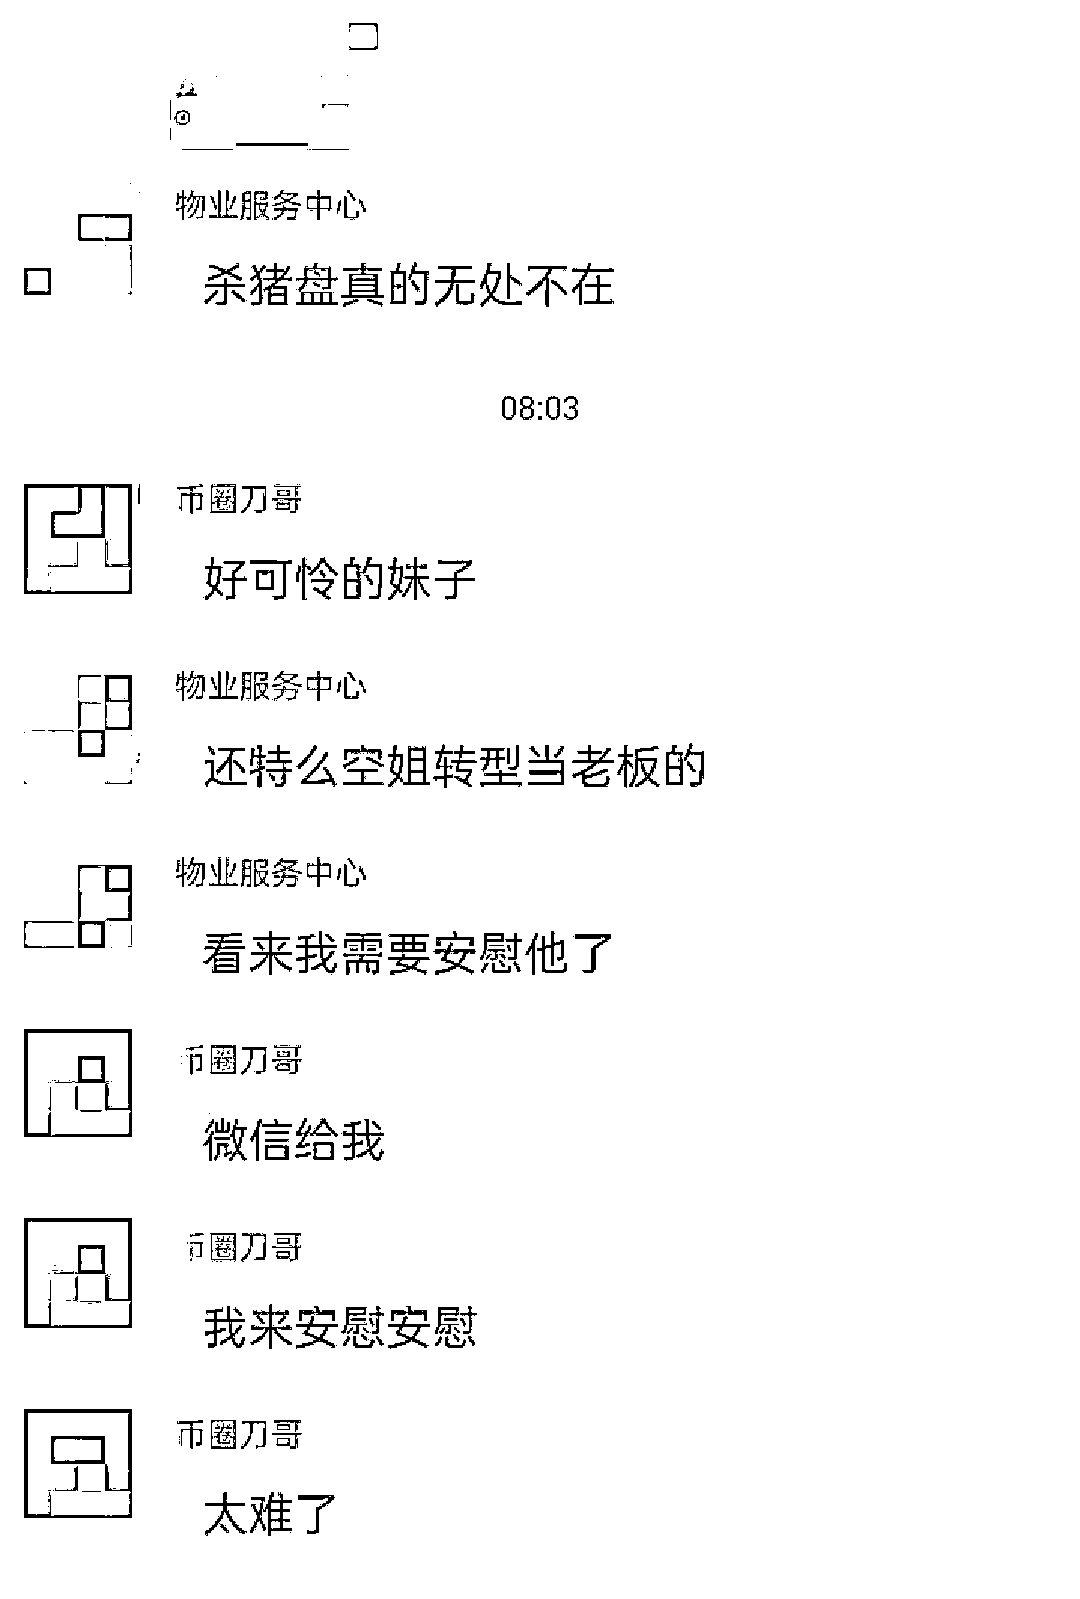 物业服务中心
杀猪盘真的无处不在
08:03
币圈刀哥
好可怜的妹子
物业服务中心
还特么空姐转型当老板的
物业服务中心
看来我需要安慰他了
币圈刀哥
微信给我
币圈刀哥
我来安慰安慰
币圈刀哥
太难了